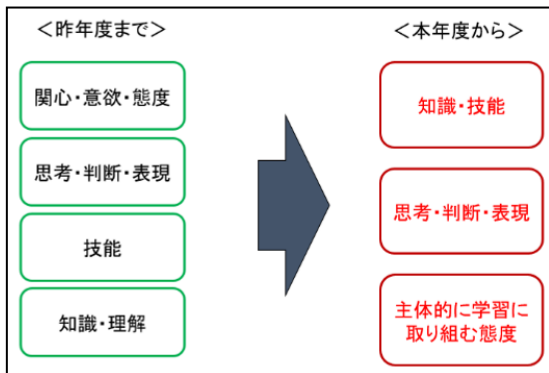 <昨年度まで>
関心・意欲・態度
思考・判断・表現
技能
知識・理解
<本年度から>
知識・技能
思考・判断・表現
主体的に学習に
取り組む態度